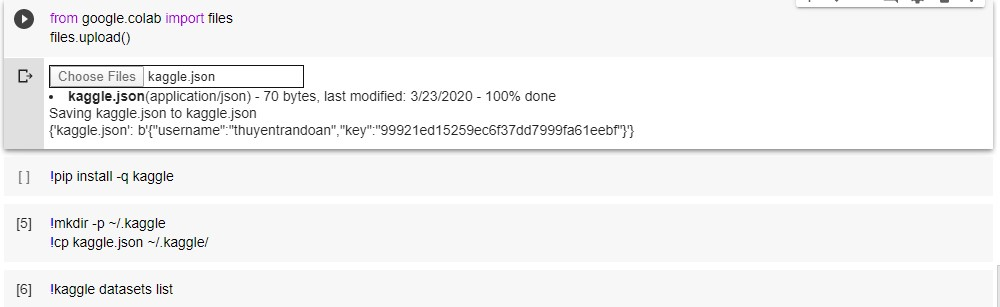 from google.colab import files
files.upload()
Choose Files kaggle.json
• kaggle.json(application/json) - 70 bytes, last modified: 3/23/2020 - 100% done
Saving kaggle.json to kaggle.json
{'kaggle.json': b'{"username":"thuyentrandoan","key":"99921ed15259ec6f37dd7999fa61eebf"}'}
[ ] !pip install -q kaggle
[5] !mkdir -p ~/.kaggle
!cp kaggle.json ~/.kaggle/
[6] !kaggle datasets list